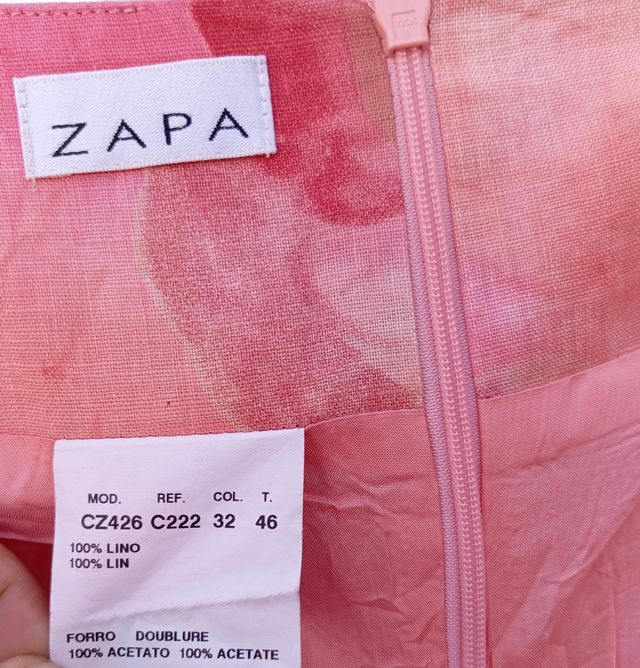 ZAPA
MOD. REF. COL. T.
CZ426 C222 32 46
100% LINO
100% LIN
FORRO DOUBLURE
100% ACETATO 100% ACETATE